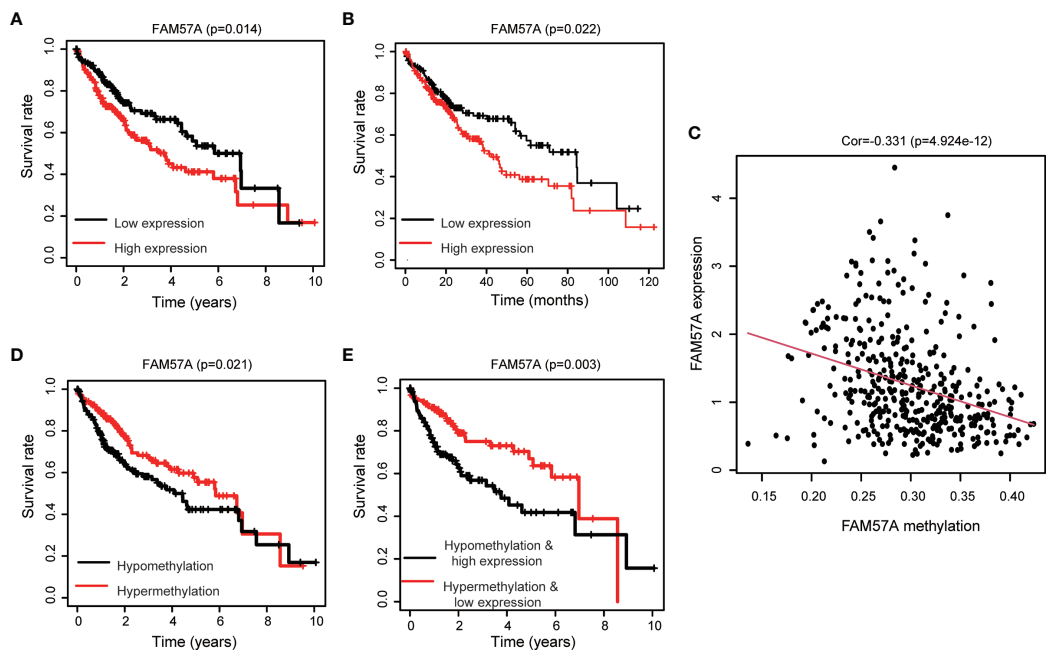 A
FAM57A (p=0.014)
Survival rate
1.0
0.8
0.6
0.4
0.2
0.0
Low expression
High expression
0 2 4 6 8 10
Time (years)
B
FAM57A (p=0.022)
Survival rate
1.0
0.8
0.6
0.4
0.2
0.0
Low expression
High expression
0 20 40 60 80 100 120
Time (months)
C
Cor=-0.331 (p=4.924e-12)
FAM57A expression
4
3
2
1
0
0.15 0.20 0.25 0.30 0.35 0.40
FAM57A methylation
D
FAM57A (p=0.021)
Survival rate
1.0
0.8
0.6
0.4
0.2
0.0
Hypomethylation
Hypermethylation
0 2 4 6 8 10
Time (years)
E
FAM57A (p=0.003)
Survival rate
1.0
0.8
0.6
0.4
0.2
0.0
Hypomethylation &
high expression
Hypermethylation &
low expression
0 2 4 6 8 10
Time (years)